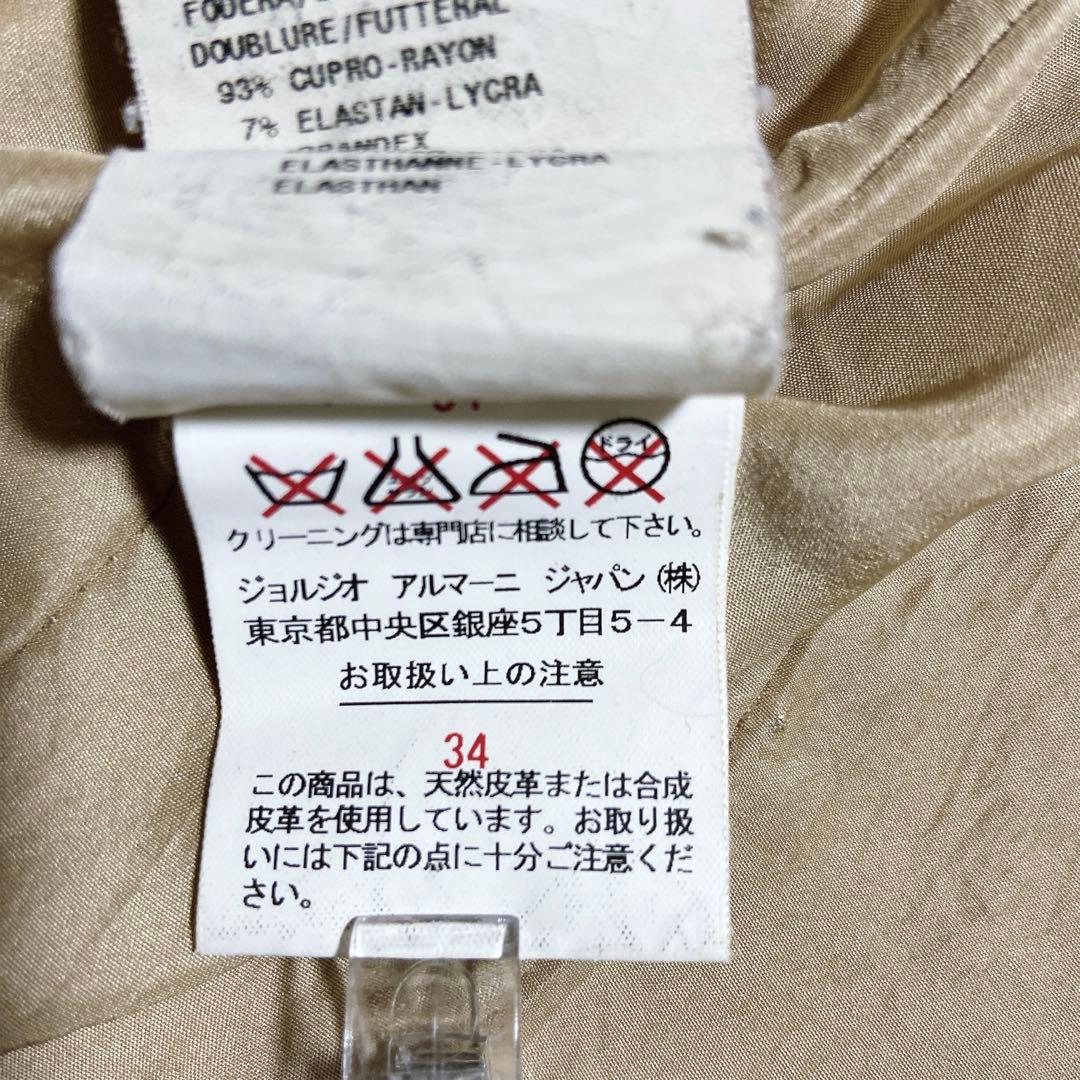 FODERA/
DOUBLURE/FUTTERAL
93% CUPRO-RAYON
7% ELASTAN-LYCRA
ELASTHANNE-LYCRA
ELASTHAN
ドライ
クリーニングは専門店に相談して下さい。
ジョルジオ アルマーニ ジャパン(株)
東京都中央区銀座5丁目5-4
お取扱い上の注意
34
この商品は、天然皮革または合成
皮革を使用しています。お取り扱
いには下記の点に十分ご注意くだ
さい。